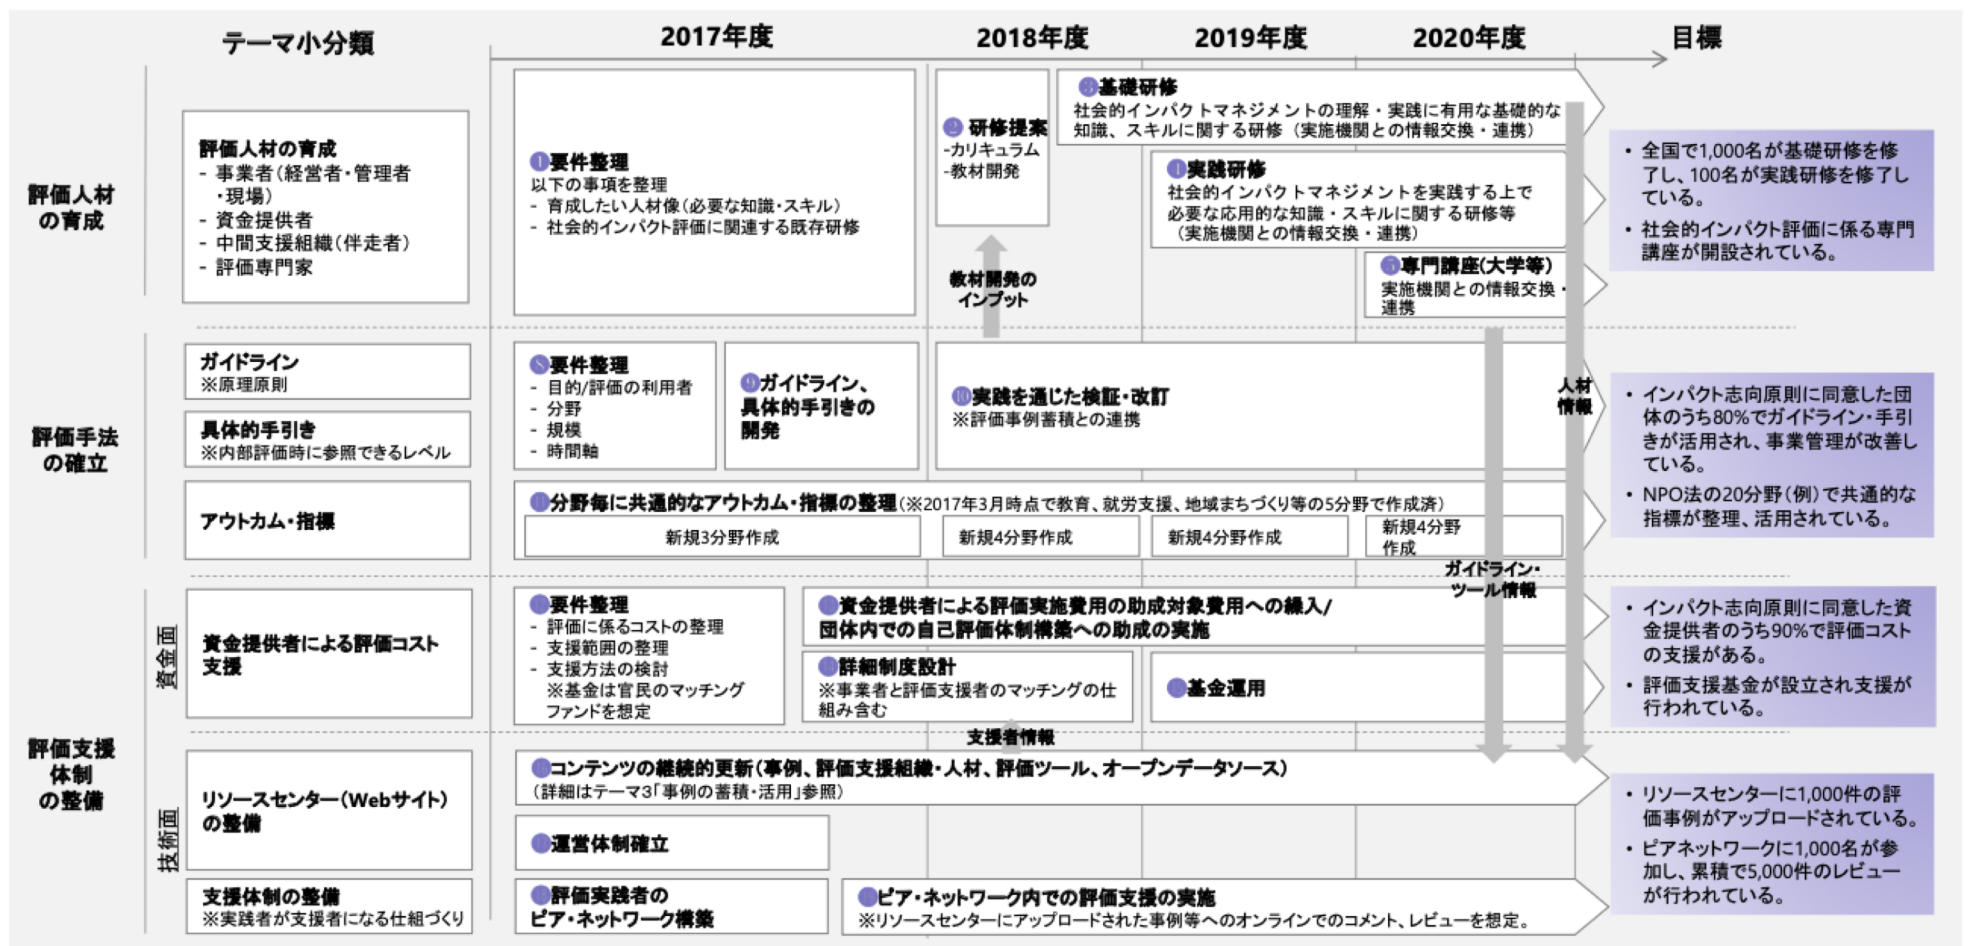 テーマ小分類
2017年度
2018年度
2019年度
2020年度
目標
評価人材
の育成
評価人材の育成
- 事業者(経営者・管理者
・現場)
- 資金提供者
- 中間支援組織(伴走者)
- 評価専門家
❶要件整理
以下の事項を整理
- 育成したい人材像(必要な知識・スキル)
- 社会的インパクト評価に関連する既存研修
❷ 研修提案
-カリキュラム
-教材開発
基礎研修
社会的インパクトマネジメントの理解・実践に有用な基礎的な
知識、スキルに関する研修（実施機関との情報交換・連携）
実践研修
社会的インパクトマネジメントを実践する上で
必要な応用的な知識・スキルに関する研修等
（実施機関との情報交換・連携）
❺専門講座(大学等)
実施機関との情報交換・
連携
・ 全国で1,000名が基礎研修を修
了し、100名が実践研修を修了し
ている。
・ 社会的インパクト評価に係る専門
講座が開設されている。
教材開発の
インプット
評価手法
の確立
ガイドライン
※原理原則
具体的手引き
※内部評価時に参照できるレベル
アウトカム・指標
❽要件整理
- 目的/評価の利用者
- 分野
- 規模
- 時間軸
❾ガイドライン、
具体的手引きの
開発
❿実践を通じた検証・改訂
※評価事例蓄積との連携
人材
情報
分野毎に共通的なアウトカム・指標の整理(※2017年3月時点で教育、就労支援、地域まちづくり等の5分野で作成済)
新規3分野作成
新規4分野作成
新規4分野作成
新規4分野
作成
・ インパクト志向原則に同意した団
体のうち80%でガイドライン・手引
きが活用され、事業管理が改善し
ている。
・ NPO法の20分野(例)で共通的な
指標が整理、活用されている。
ガイドライン・
ツール情報
評価支援
体制
の整備
資金面
資金提供者による評価コスト
支援
要件整理
- 評価に係るコストの整理
- 支援範囲の整理
- 支援方法の検討
※基金は官民のマッチング
ファンドを想定
資金提供者による評価実施費用の助成対象費用への繰入/
団体内での自己評価体制構築への助成の実施
詳細制度設計
※事業者と評価支援者のマッチングの仕
組み含む
基金運用
・ インパクト志向原則に同意した資
金提供者のうち90%で評価コスト
の支援がある。
・ 評価支援基金が設立され支援が
行われている。
支援者情報
技術面
リソースセンター(Webサイト)
の整備
コンテンツの継続的更新(事例、評価支援組織・人材、評価ツール、オープンデータソース)
(詳細はテーマ3「事例の蓄積・活用」参照)
運営体制確立
支援体制の整備
※実践者が支援者になる仕組づくり
評価実践者の
ピア・ネットワーク構築
ピア・ネットワーク内での評価支援の実施
※リソースセンターにアップロードされた事例等へのオンラインでのコメント、レビューを想定。
・ リソースセンターに1,000件の評
価事例がアップロードされている。
・ ピアネットワークに1,000名が参
加し、累積で5,000件のレビュー
が行われている。